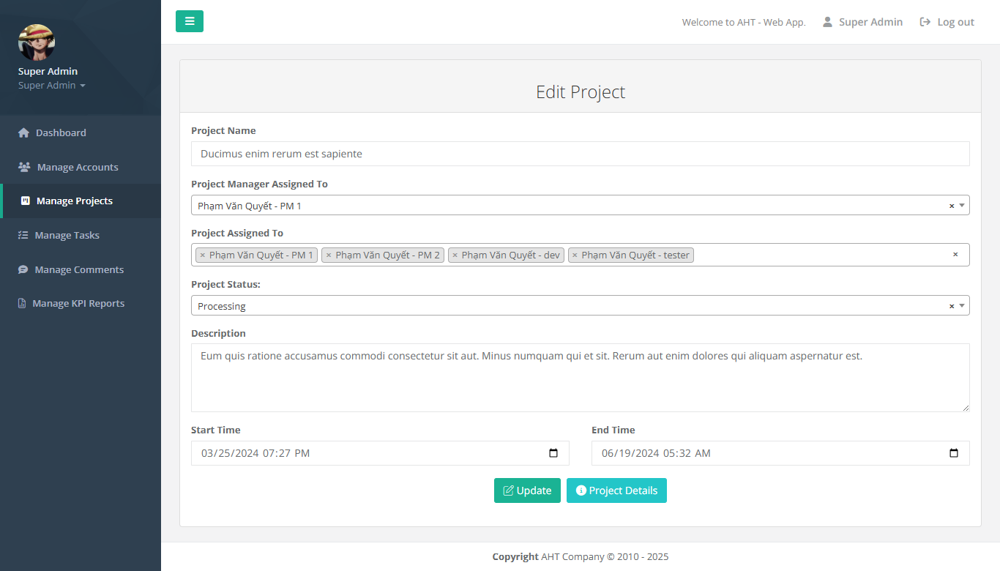 Welcome to AHT - Web App.
Super Admin
Log out
Super Admin
Super Admin
Dashboard
Manage Accounts
Manage Projects
Manage Tasks
Manage Comments
Manage KPI Reports
Edit Project
Project Name
Ducimus enim rerum est sapiente
Project Manager Assigned To
Phạm Văn Quyết - PM 1 ×
Project Assigned To
× Phạm Văn Quyết - PM 1 × Phạm Văn Quyết - PM 2 × Phạm Văn Quyết - dev × Phạm Văn Quyết - tester ×
Project Status:
Processing ×
Description
Eum quis ratione accusamus commodi consectetur sit aut. Minus numquam qui et sit. Rerum aut enim dolores qui aliquam aspernatur est.
Start Time
03/25/2024 07:27 PM
End Time
06/19/2024 05:32 AM
Update
Project Details
Copyright AHT Company © 2010 - 2025